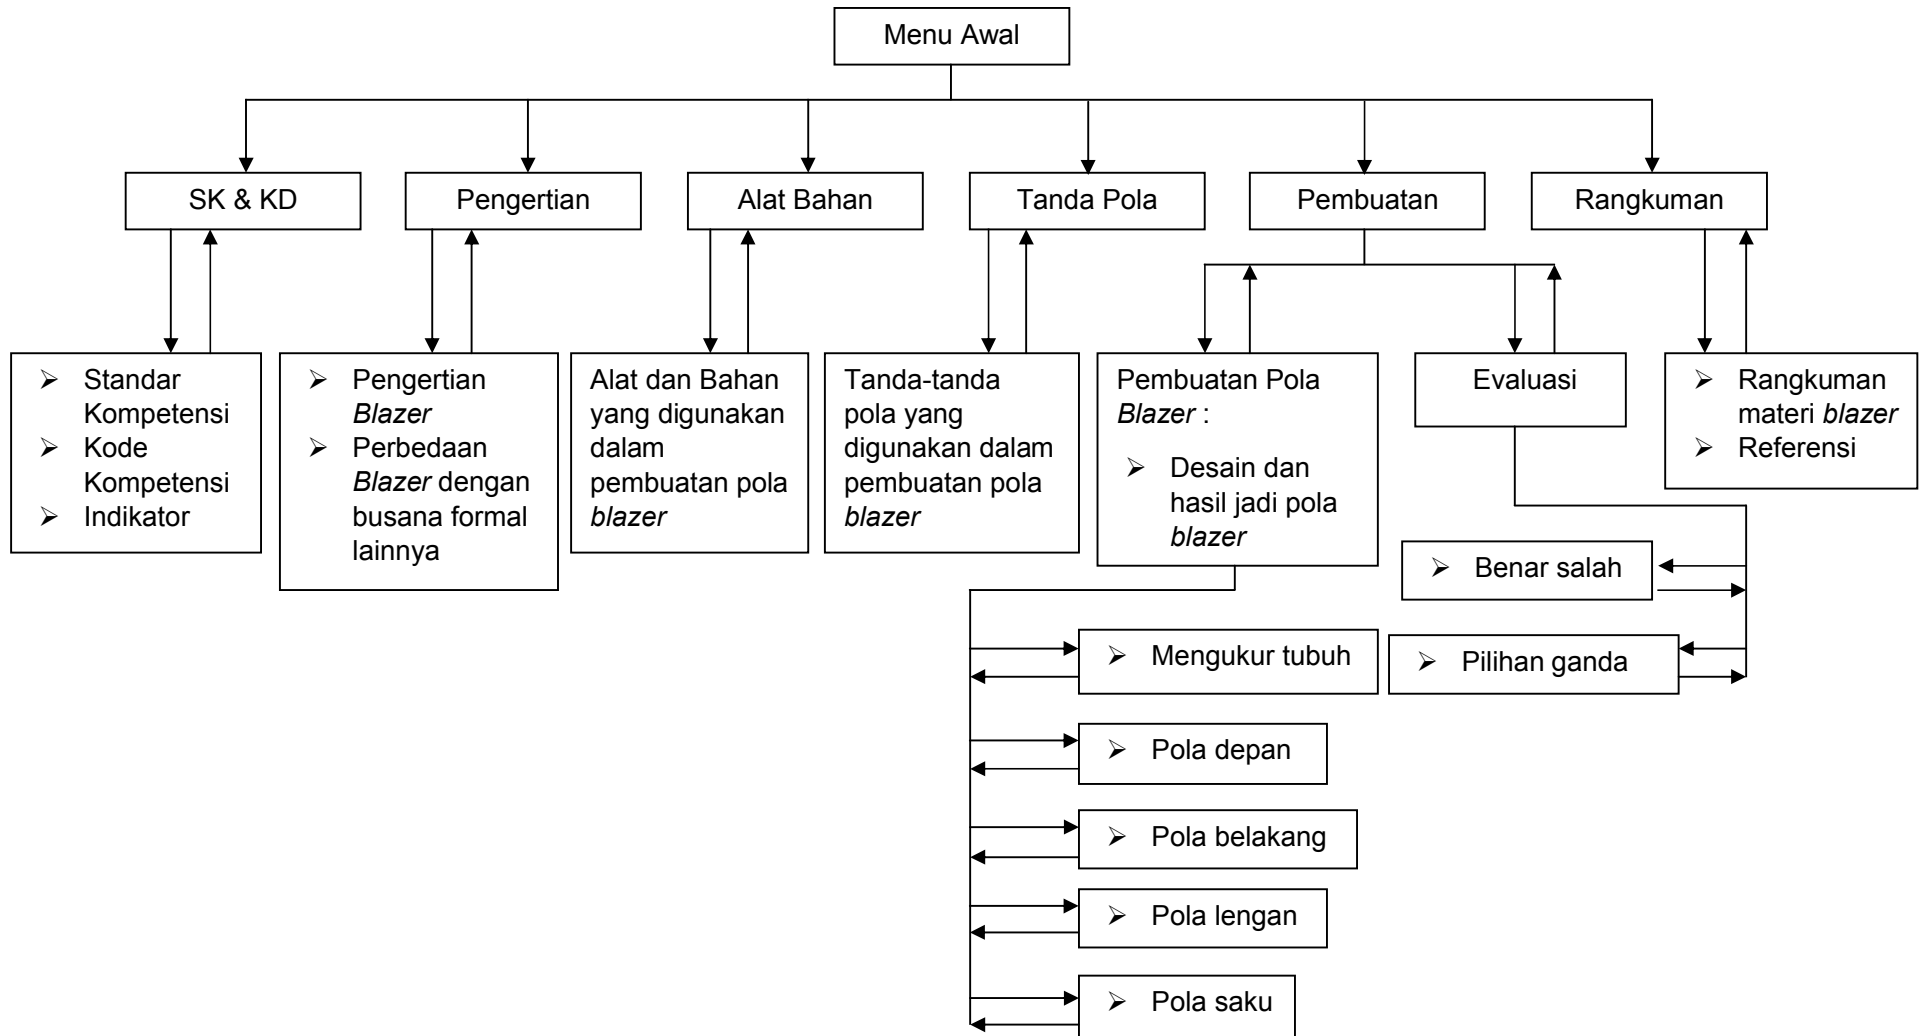 Menu Awal
SK & KD
Pengertian
Alat Bahan
Tanda Pola
Pembuatan
Rangkuman
➢ Standar
Kompetensi
➢ Kode
Kompetensi
➢ Indikator
➢ Pengertian
Blazer
➢ Perbedaan
Blazer dengan
busana formal
lainnya
Alat dan Bahan
yang digunakan
dalam
pembuatan pola
blazer
Tanda-tanda
pola yang
digunakan dalam
pembuatan pola
blazer
Pembuatan Pola
Blazer :
➢ Desain dan
hasil jadi pola
blazer
Evaluasi
➢ Rangkuman
materi blazer
➢ Referensi
➢ Benar salah
➢ Pilihan ganda
➢ Mengukur tubuh
➢ Pola depan
➢ Pola belakang
➢ Pola lengan
➢ Pola saku